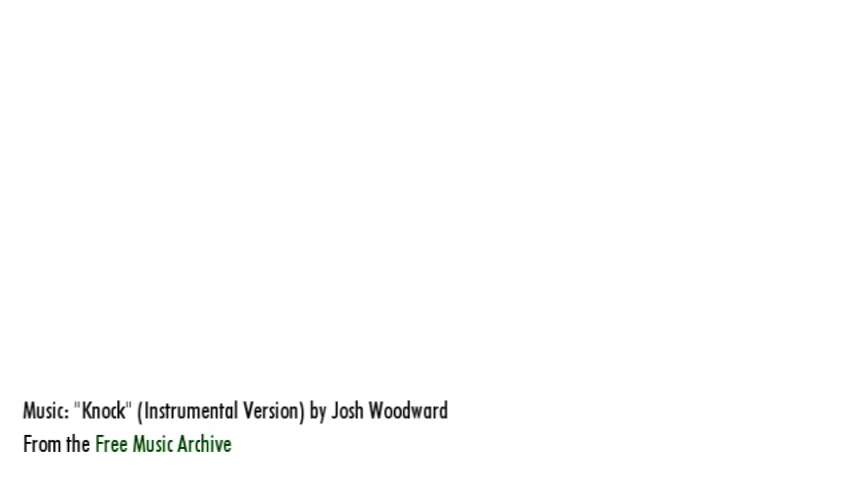 Music: "Knock" (Instrumental Version) by Josh Woodward
From the Free Music Archive